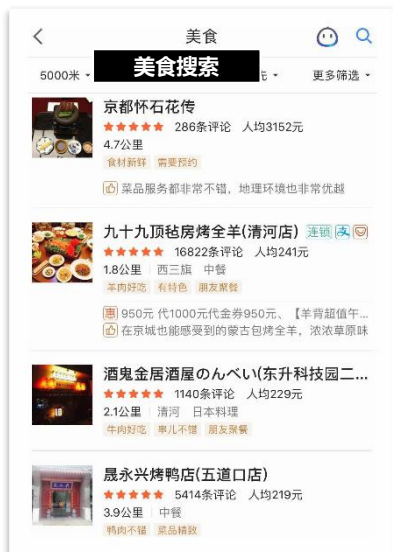 美食
5000米
美食搜索
元
更多筛选
京都怀石花传
286条评论 人均3152元
4.7公里
食材新鲜 需要预约
菜品服务都非常不错，地理环境也非常优越
九十九顶毡房烤全羊(清河店) 连锁 支
16822条评论 人均241元
1.8公里 西三旗 中餐
羊肉好吃 有特色 朋友聚餐
惠 950元 代1000元代金券950元、【羊背超值午...
在京城也能感受到的蒙古包烤全羊，浓浓草原味
酒鬼金居酒屋のんべい(东升科技园二...
1140条评论 人均229元
2.1公里 清河 日本料理
牛肉好吃 串儿不错 朋友聚餐
晟永兴烤鸭店(五道口店)
5414条评论 人均219元
3.9公里 中餐
鸭肉不错 菜品精致